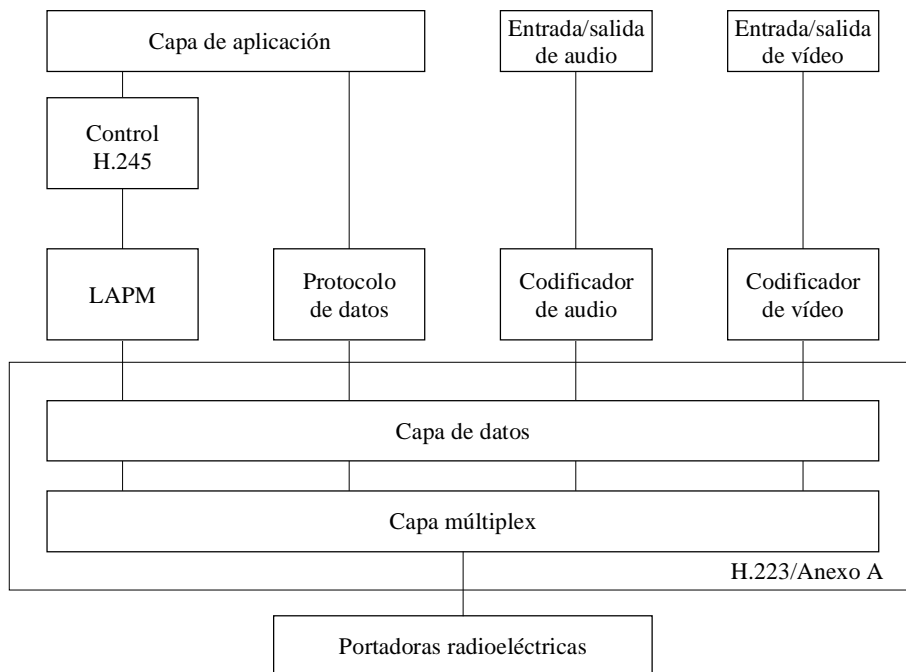 Capa de aplicación
Entrada/salida
de audio
Entrada/salida
de vídeo
Control
H.245
LAPM
Protocolo
de datos
Codificador
de audio
Codificador
de vídeo
Capa de datos
Capa múltiplex
H.223/Anexo A
Portadoras radioeléctricas